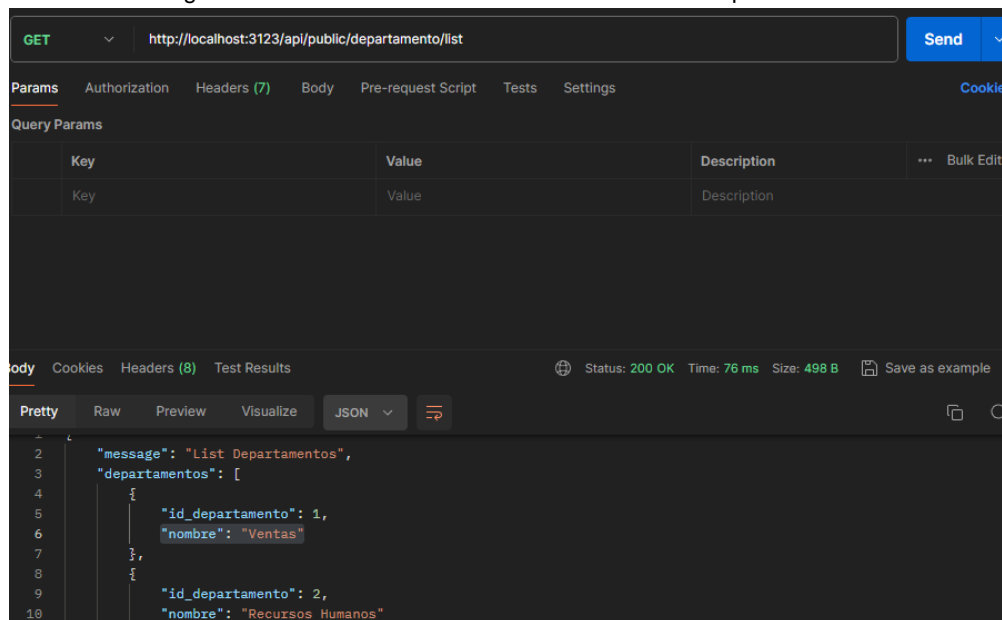 GET http://localhost:3123/api/public/departamento/list Send
Params Authorization Headers (7) Body Pre-request Script Tests Settings Cookie
Query Params
Key Value Description ••• Bulk Edit
Key Value Description
Body Cookies Headers (8) Test Results Status: 200 OK Time: 76 ms Size: 498 B Save as example
Pretty Raw Preview Visualize JSON
1 {
2 "message": "List Departamentos",
3 "departamentos": [
4 {
5 "id_departamento": 1,
6 "nombre": "Ventas"
7 },
8 {
9 "id_departamento": 2,
10 "nombre": "Recursos Humanos"